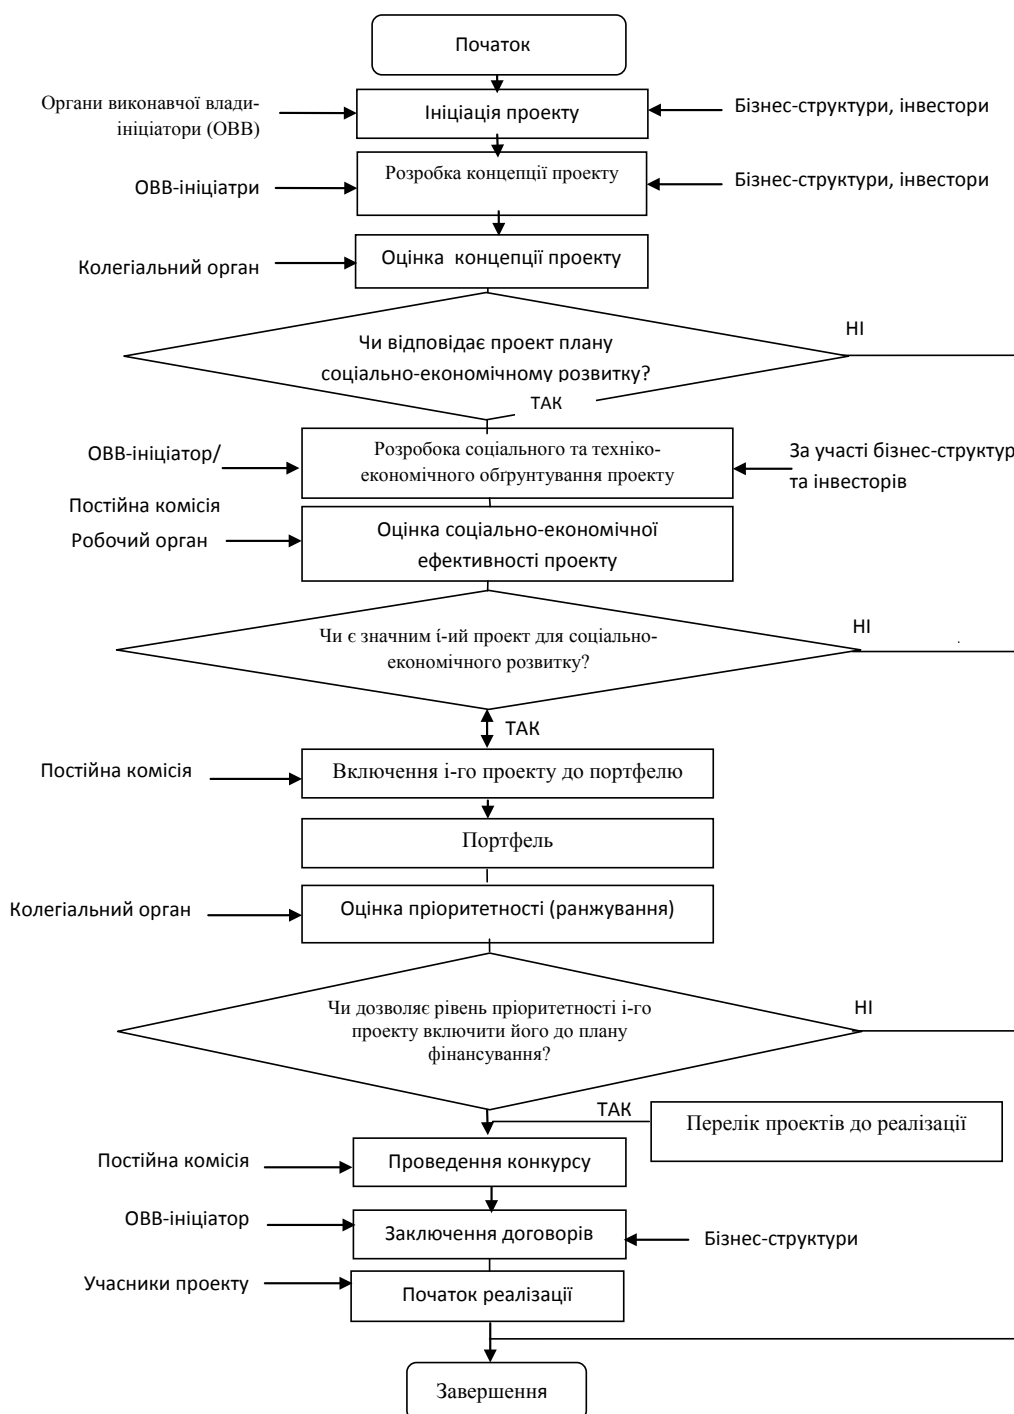 Початок
Органи виконавчої влади-
ініціатори (ОВВ)
Ініціація проекту
Бізнес-структури, інвестори
ОВВ-ініціатри
Розробка концепції проекту
Бізнес-структури, інвестори
Колегіальний орган
Оцінка концепції проекту
Чи відповідає проект плану
соціально-економічному розвитку?
НІ
ТАК
ОВВ-ініціатор/
Розробока соціального та техніко-
економічного обґрунтування проекту
За участі бізнес-структур
та інвесторів
Постійна комісія
Робочий орган
Оцінка соціально-економічної
ефективності проекту
Чи є значним і-ий проект для соціально-
економічного розвитку?
НІ
ТАК
Постійна комісія
Включення і-го проекту до портфелю
Портфель
Колегіальний орган
Оцінка пріоритетності (ранжування)
Чи дозволяє рівень пріоритетності і-го
проекту включити його до плану
фінансування?
НІ
ТАК
Перелік проектів до реалізації
Постійна комісія
Проведення конкурсу
ОВВ-ініціатор
Заключення договорів
Бізнес-структури
Учасники проекту
Початок реалізації
Завершення